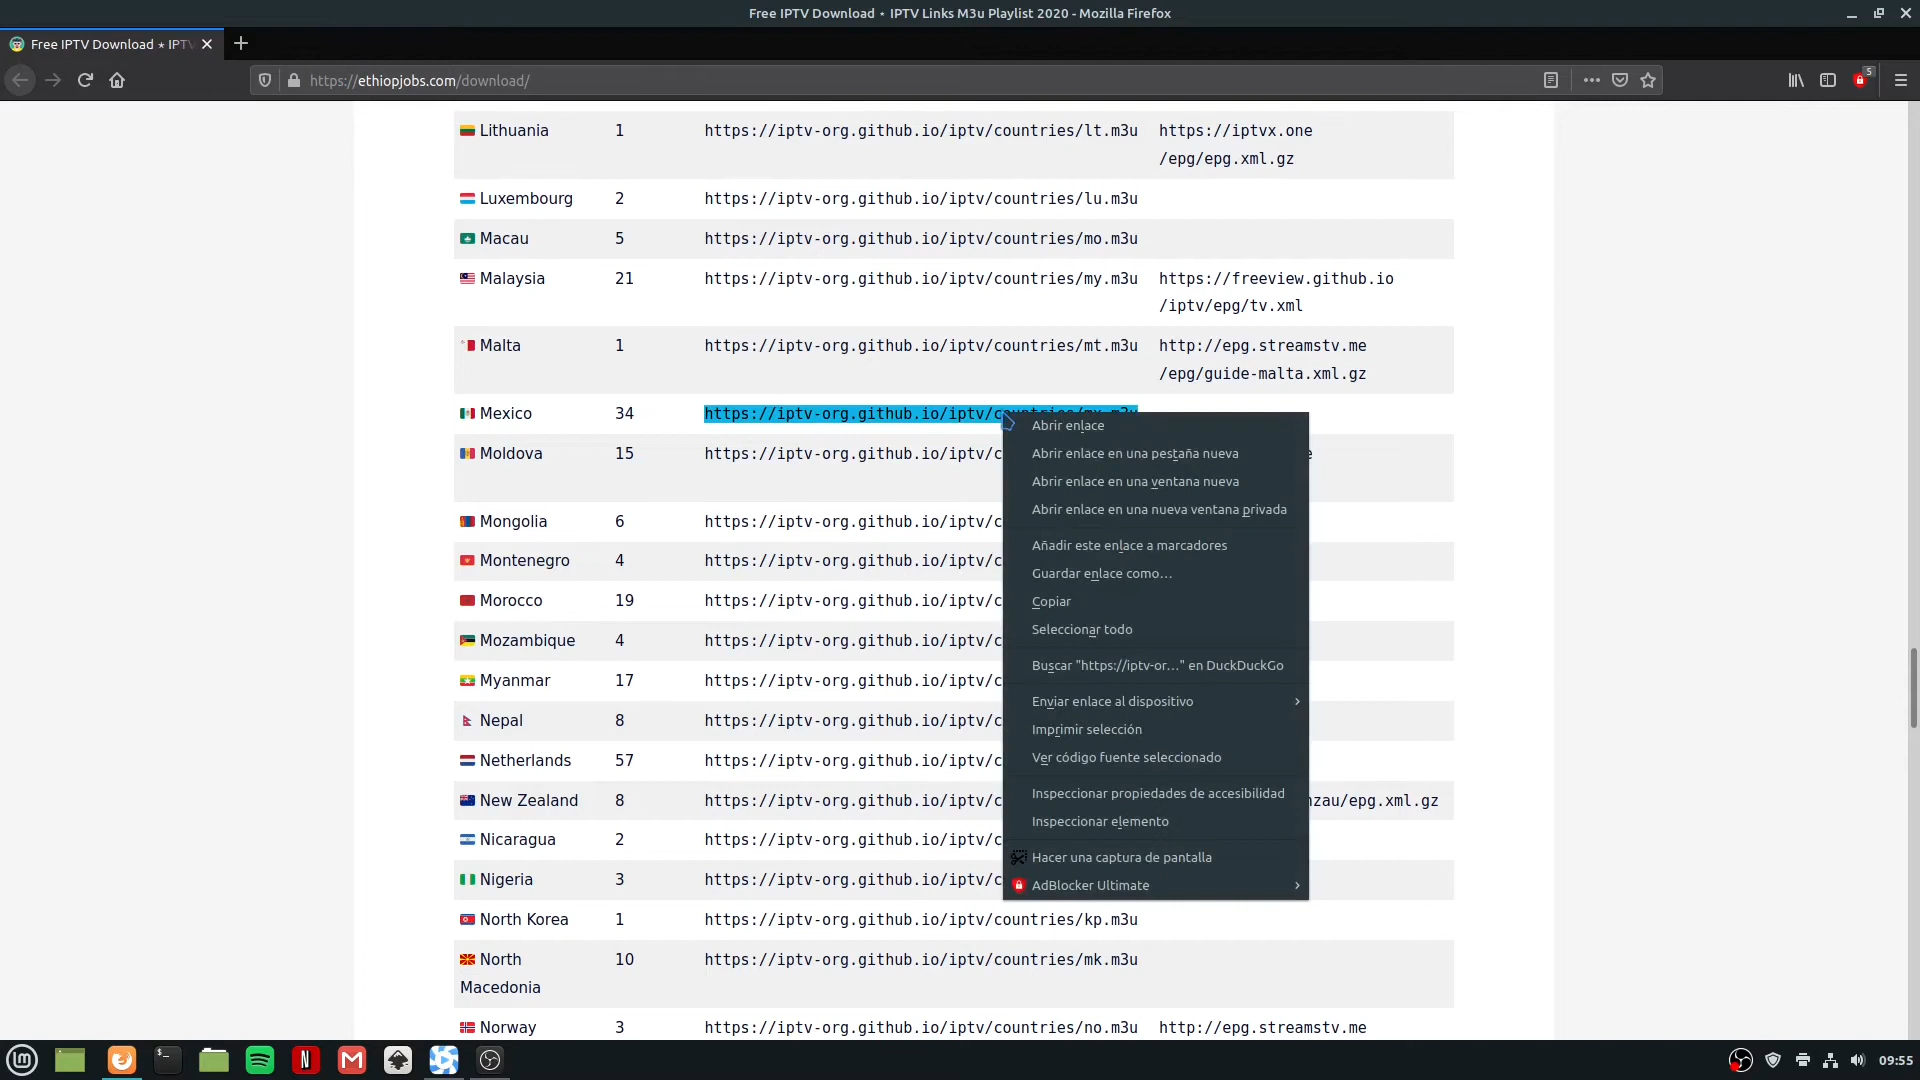 Free IPTV Download ⋆ IPTV Links M3u Playlist 2020 - Mozilla Firefox
Free IPTV Download ⋆ IPTV
https://ethiopjobs.com/download/
5
Lithuania 1 https://iptv-org.github.io/iptv/countries/lt.m3u https://iptvx.one
/epg/epg.xml.gz
Luxembourg 2 https://iptv-org.github.io/iptv/countries/lu.m3u
Macau 5 https://iptv-org.github.io/iptv/countries/mo.m3u
Malaysia 21 https://iptv-org.github.io/iptv/countries/my.m3u https://freeview.github.io
/iptv/epg/tv.xml
Malta 1 https://iptv-org.github.io/iptv/countries/mt.m3u http://epg.streamstv.me
/epg/guide-malta.xml.gz
Mexico 34 https://iptv-org.github.io/iptv/countries/mx.m3u
Moldova 15 https://iptv-org.github.io/iptv/c
Mongolia 6 https://iptv-org.github.io/iptv/c
Montenegro 4 https://iptv-org.github.io/iptv/c
Morocco 19 https://iptv-org.github.io/iptv/c
Mozambique 4 https://iptv-org.github.io/iptv/c
Myanmar 17 https://iptv-org.github.io/iptv/c
Nepal 8 https://iptv-org.github.io/iptv/c
Netherlands 57 https://iptv-org.github.io/iptv/c
New Zealand 8 https://iptv-org.github.io/iptv/c nzau/epg.xml.gz
Nicaragua 2 https://iptv-org.github.io/iptv/c
Nigeria 3 https://iptv-org.github.io/iptv/c
North Korea 1 https://iptv-org.github.io/iptv/countries/kp.m3u
North 10 https://iptv-org.github.io/iptv/countries/mk.m3u
Macedonia
Norway 3 https://iptv-org.github.io/iptv/countries/no.m3u http://epg.streamstv.me
Abrir enlace
Abrir enlace en una pestaña nueva
Abrir enlace en una ventana nueva
Abrir enlace en una nueva ventana privada
Añadir este enlace a marcadores
Guardar enlace como…
Copiar
Seleccionar todo
Buscar "https://iptv-or…" en DuckDuckGo
Enviar enlace al dispositivo
Imprimir selección
Ver código fuente seleccionado
Inspeccionar propiedades de accesibilidad
Inspeccionar elemento
Hacer una captura de pantalla
AdBlocker Ultimate
09:55